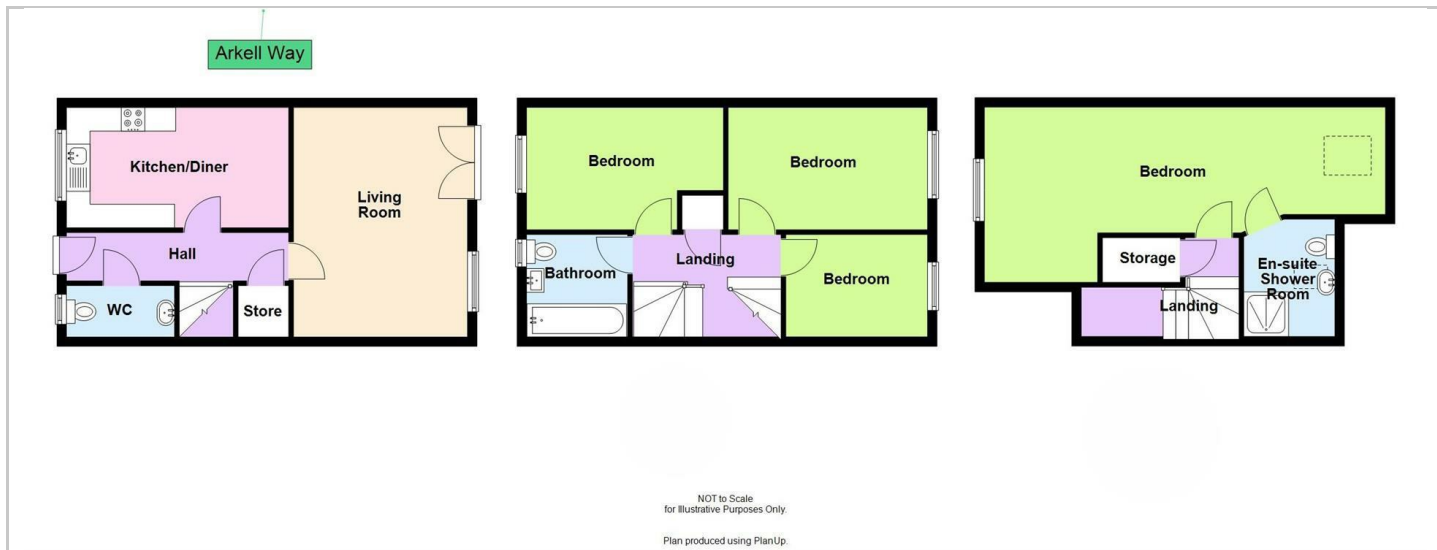 Arkell Way
Kitchen/Diner
Living
Room
Hall
WC
Store
Bedroom
Bedroom
Bathroom
Landing
Bedroom
Bedroom
Storage
En-suite
Shower
Room
Landing
NOT to Scale
for Illustrative Purposes Only.
Plan produced using PlanUp.